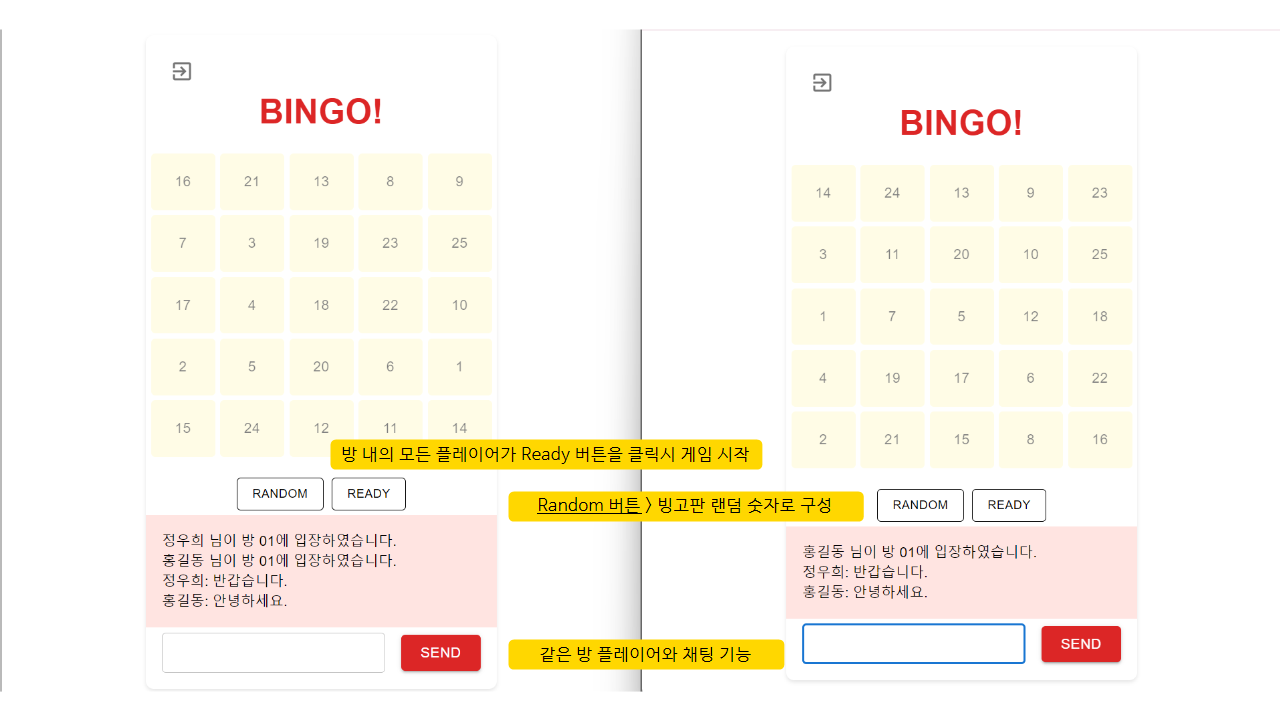 BINGO!
16 21 13 8 9
7 3 19 23 25
17 4 18 22 10
2 5 20 6 1
15 24 12 11 14
RANDOM READY
정우희 님이 방 01에 입장하였습니다.
홍길동 님이 방 01에 입장하였습니다.
정우희: 반갑습니다.
홍길동: 안녕하세요.
SEND
방 내의 모든 플레이어가 Ready 버튼을 클릭시 게임 시작
Random 버튼 > 빙고판 랜덤 숫자로 구성
같은 방 플레이어와 채팅 기능
BINGO!
14 24 13 9 23
3 11 20 10 25
1 7 5 12 18
4 19 17 6 22
2 21 15 8 16
RANDOM READY
홍길동 님이 방 01에 입장하였습니다.
정우희: 반갑습니다.
홍길동: 안녕하세요.
SEND